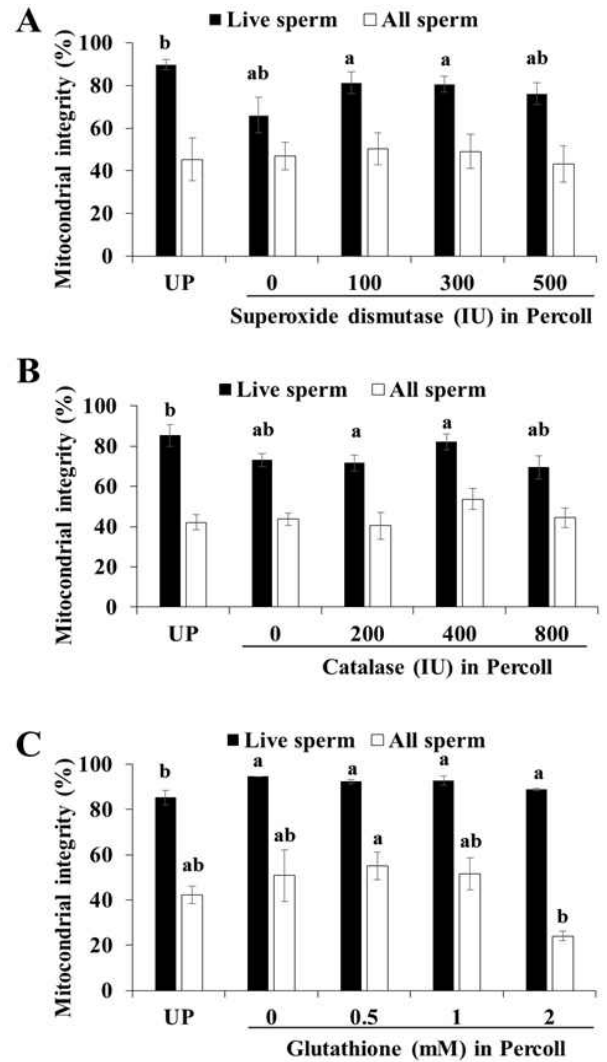 A
Live sperm All sperm
Mitocondrial integrity (%)
100
80
60
40
20
0
b
ab
a
a
ab
UP 0 100 300 500
Superoxide dismutase (IU) in Percoll
B
Live sperm All sperm
Mitocondrial integrity (%)
100
80
60
40
20
0
b
ab
a
a
ab
UP 0 200 400 800
Catalase (IU) in Percoll
C
Live sperm All sperm
Mitocondrial integrity (%)
100
80
60
40
20
0
b
a
a
a
a
ab
ab
a
ab
b
UP 0 0.5 1 2
Glutathione (mM) in Percoll